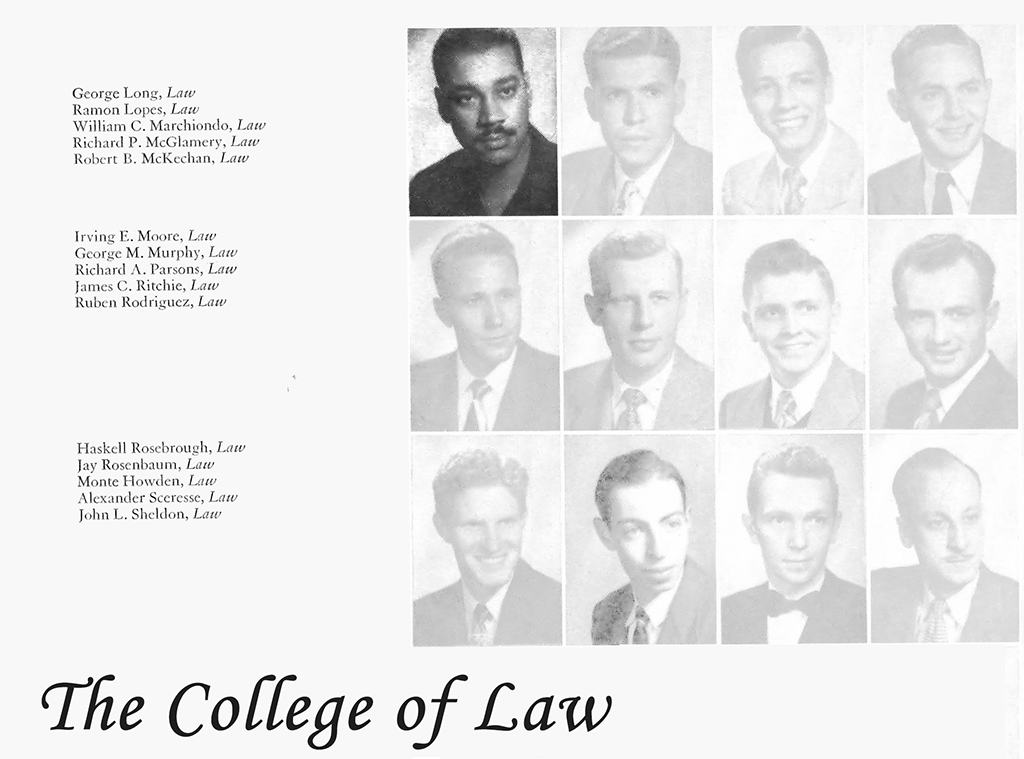 George Long, Law
Ramon Lopes, Law
William C. Marchiondo, Law
Richard P. McGlamery, Law
Robert B. McKechan, Law
Irving E. Moore, Law
George M. Murphy, Law
Richard A. Parsons, Law
James C. Ritchie, Law
Ruben Rodriguez, Law
Haskell Rosebrough, Law
Jay Rosenbaum, Law
Monte Howden, Law
Alexander Sceresse, Law
John L. Sheldon, Law
The College of Law